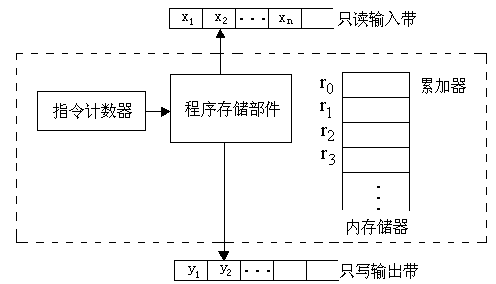 x1 x2 ··· xn 只读输入带
指令计数器 程序存储部件
r0 累加器
r1
r2
r3
⋮
内存储器
y1 y2 ··· 只写输出带